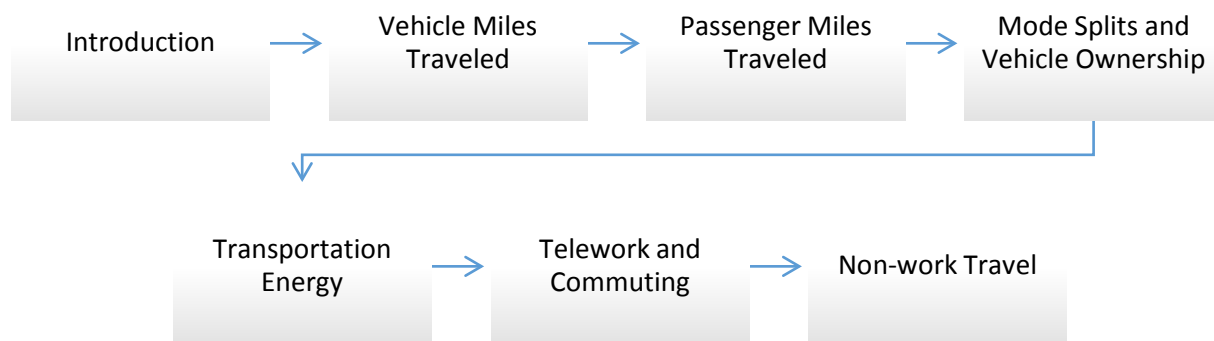 Introduction
Vehicle Miles
Traveled
Passenger Miles
Traveled
Mode Splits and
Vehicle Ownership
Transportation
Energy
Telework and
Commuting
Non-work Travel